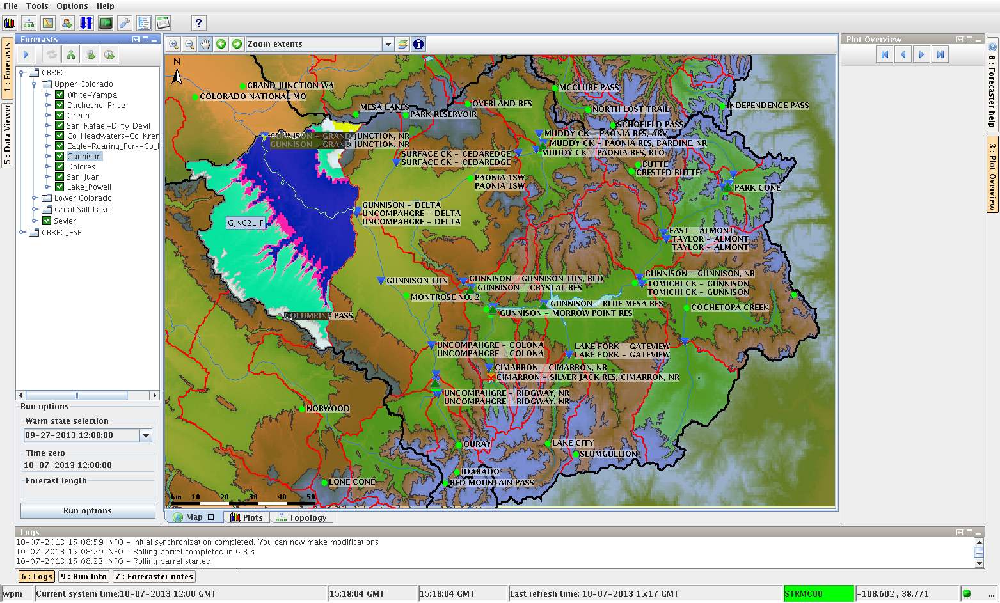 File Tools Options Help
1 : Forecasts
5 : Data Viewer
Forecasts
CBRFC
Upper Colorado
White-Yampa
Duchesne-Price
Green
San_Rafael-Dirty_Devil
Co_Headwaters-Co_Kren
Eagle-Roaring_Fork-Co_
Gunnison
Dolores
San_Juan
Lake_Powell
Lower Colorado
Great Salt Lake
Sevier
CBRFC_ESP
Run options
Warm state selection
09-27-2013 12:00:00
Time zero
10-07-2013 12:00:00
Forecast length
Run options
Zoom extents
N
GRAND JUNCTION WA
COLORADO NATIONAL MO
MESA LAKES
PARK RESERVOIR
OVERLAND RES
MCCLURE PASS
NORTH LOST TRAIL
INDEPENDENCE PASS
SCHOFIELD PASS
GUNNISON - GRAND JUNCTION, NR
GUNNISON - GRAND JUNCTION, NR
MUDDY CK - PAONIA RES, ABV
MUDDY CK - PAONIA RES, BARDINE, NR
MUDDY CK - PAONIA RES, BLO
SURFACE CK - CEDAREDGE
SURFACE CK - CEDAREDGE
BUTTE
CRESTED BUTTE
PAONIA 1SW
PAONIA 1SW
PARK CONE
GUNNISON - DELTA
UNCOMPAHGRE - DELTA
UNCOMPAHGRE - DELTA
GJNC2L_F
EAST - ALMONT
TAYLOR - ALMONT
TAYLOR - ALMONT
GUNNISON - GUNNISON, NR
TOMICHI CK - GUNNISON
TOMICHI CK - GUNNISON
GUNNISON TUN
GUNNISON - GUNNISON TUN, BLO
GUNNISON - CRYSTAL RES
MONTROSE NO. 2
GUNNISON - BLUE MESA RES
GUNNISON - MORROW POINT RES
COCHETOPA CREEK
COLUMBINE PASS
UNCOMPAHGRE - COLONA
UNCOMPAHGRE - COLONA
LAKE FORK - GATEVIEW
LAKE FORK - GATEVIEW
CIMARRON - CIMARRON, NR
CIMARRON - SILVER JACK RES, CIMARRON, NR
UNCOMPAHGRE - RIDGWAY, NR
UNCOMPAHGRE - RIDGWAY, NR
NORWOOD
OURAY
LAKE CITY
SLUMGULLION
IDARADO
RED MOUNTAIN PASS
LONE CONE
km 10 20 30 40 50
Map Plots Topology
Plot Overview
8 : Forecaster help
3 : Plot Overview
Logs
10-07-2013 15:08:59 INFO - Initial synchronization completed. You can now make modifications
10-07-2013 15:08:29 INFO - Rolling barrel completed in 6.3 s
10-07-2013 15:08:23 INFO - Rolling barrel started
6 : Logs 9 : Run Info 7 : Forecaster notes
wpm Current system time:10-07-2013 12:00 GMT 15:18:04 GMT 15:18:04 GMT Last refresh time: 10-07-2013 15:17 GMT STRMC00 -108.602 , 38.771 ...